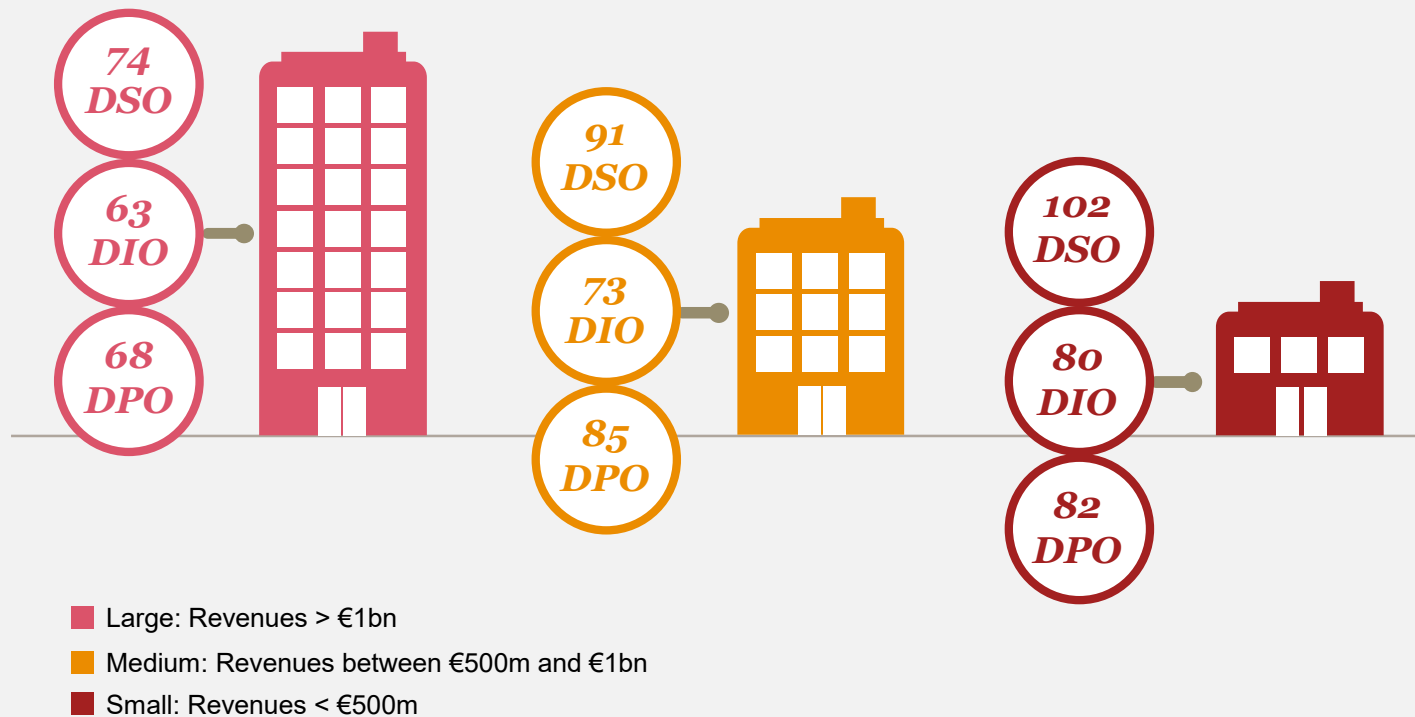 74
DSO
63
DIO
68
DPO
91
DSO
73
DIO
85
DPO
102
DSO
80
DIO
82
DPO
Large: Revenues > €1bn
Medium: Revenues between €500m and €1bn
Small: Revenues < €500m